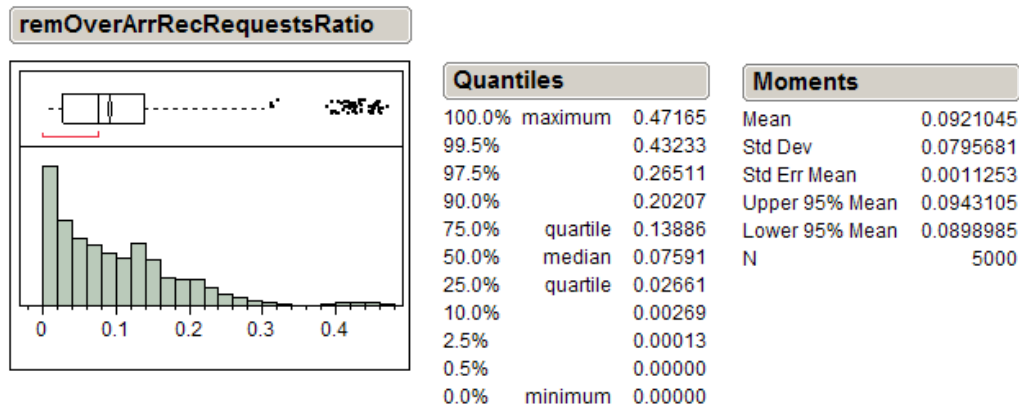 remOverArrRecRequestsRatio
0 0.1 0.2 0.3 0.4
Quantiles
100.0% maximum 0.47165
99.5% 0.43233
97.5% 0.26511
90.0% 0.20207
75.0% quartile 0.13886
50.0% median 0.07591
25.0% quartile 0.02661
10.0% 0.00269
2.5% 0.00013
0.5% 0.00000
0.0% minimum 0.00000
Moments
Mean 0.0921045
Std Dev 0.0795681
Std Err Mean 0.0011253
Upper 95% Mean 0.0943105
Lower 95% Mean 0.0898985
N 5000